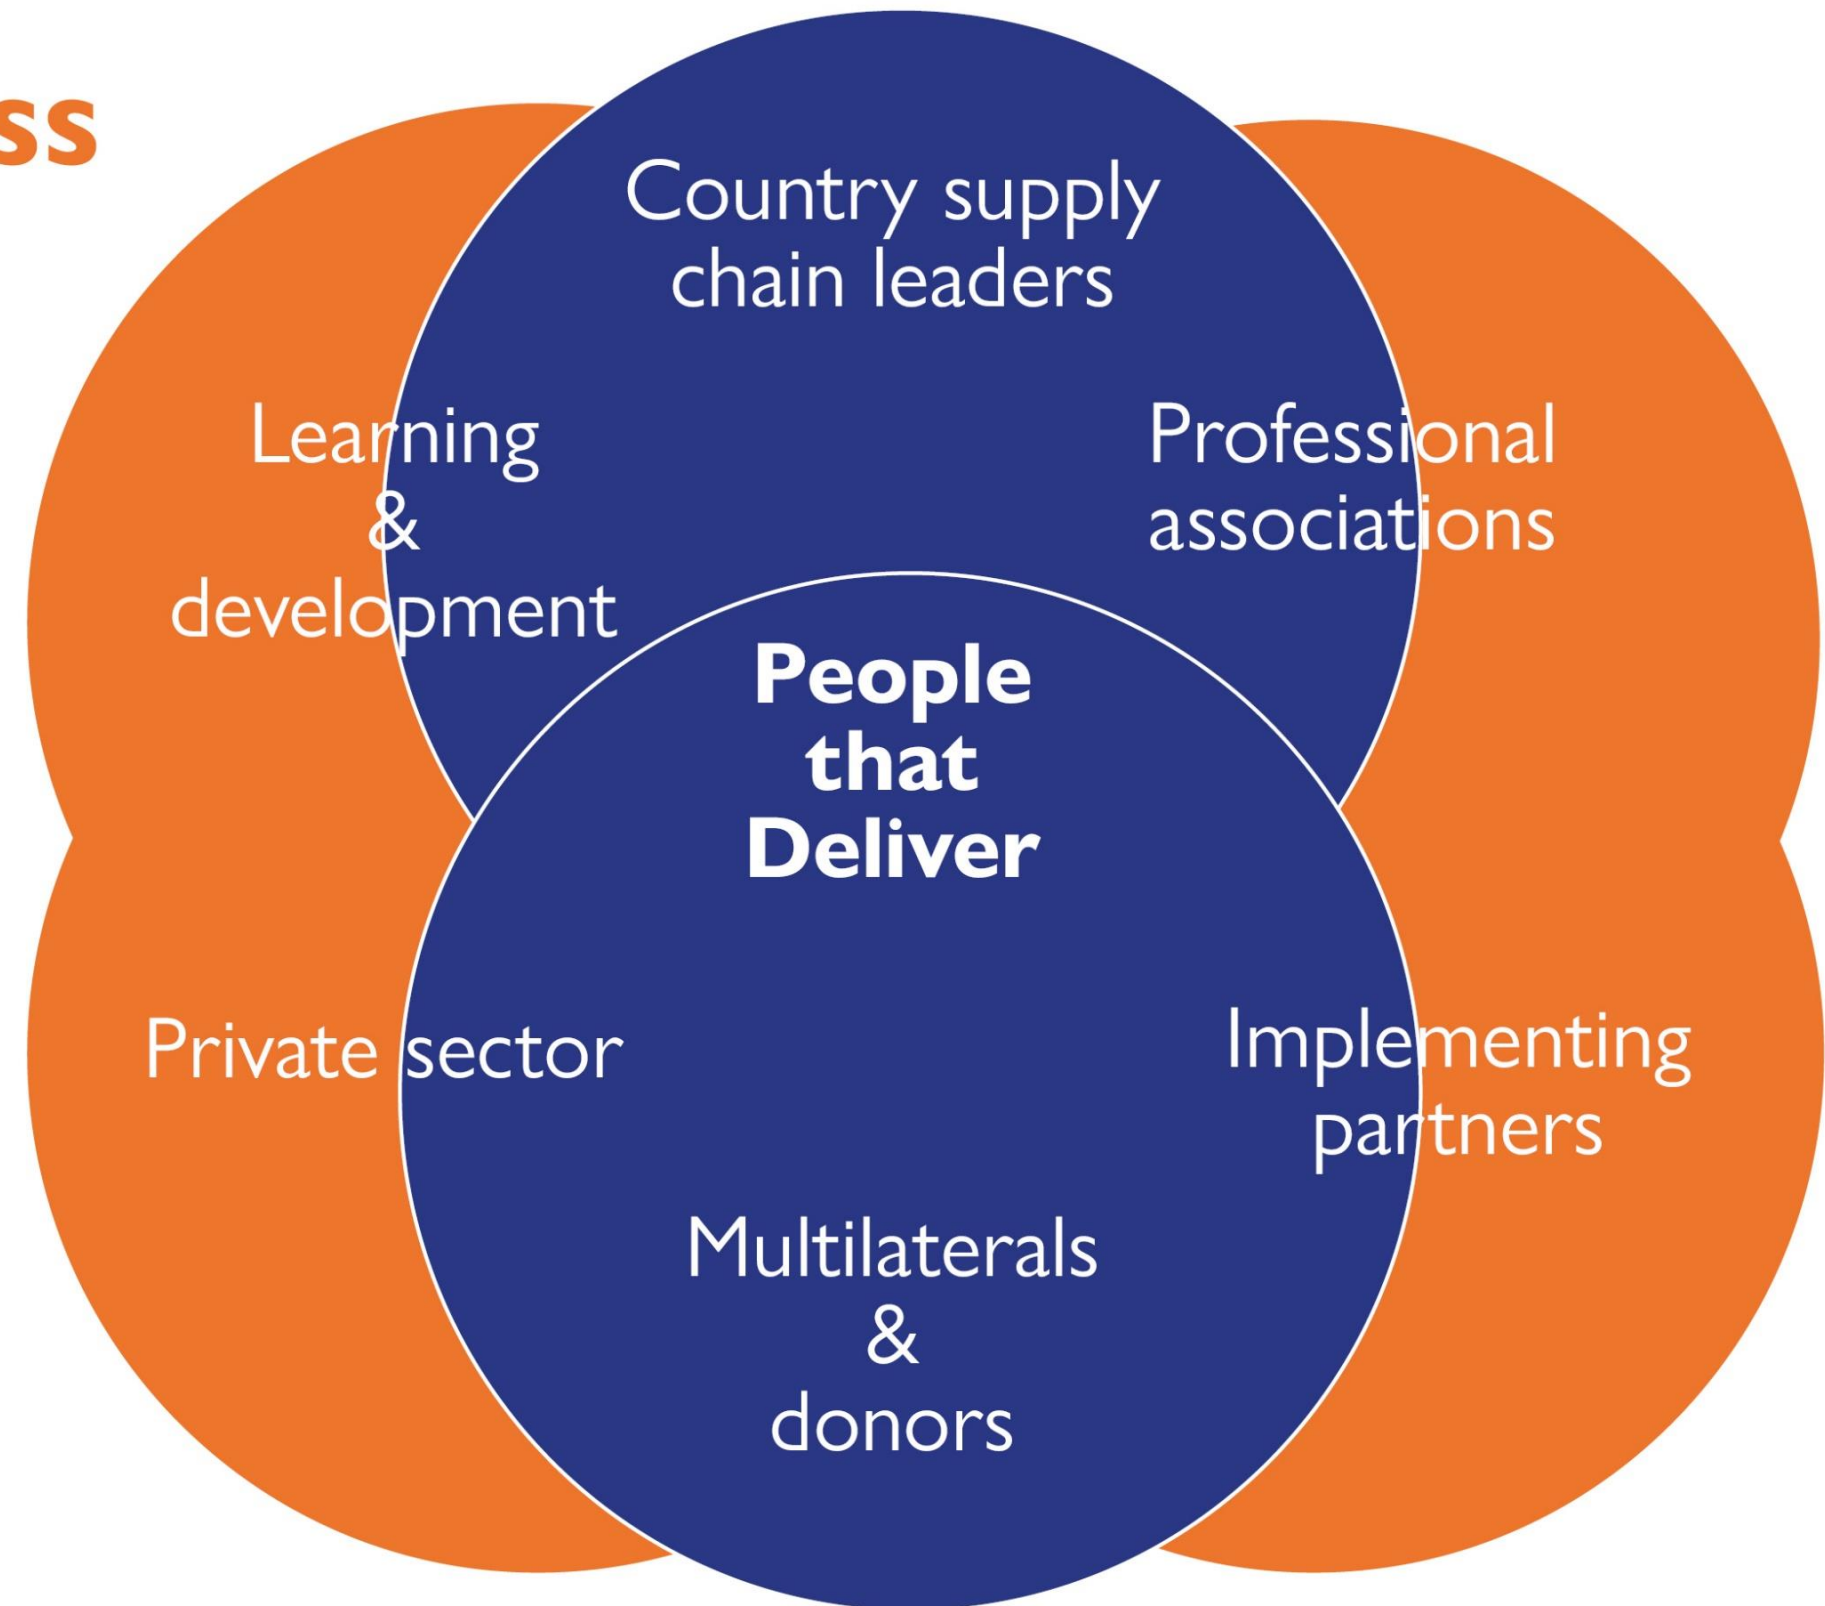 ss
Country supply
chain leaders
Learning
&
development
Professional
associations
People
that
Deliver
Private sector
Implementing
partners
Multilaterals
&
donors